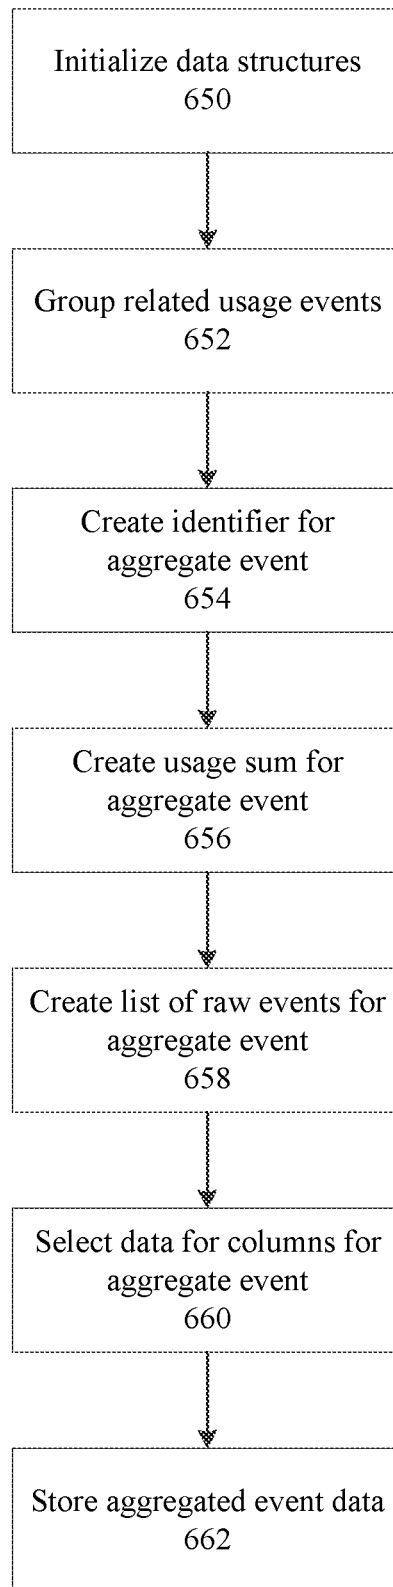 Initialize data structures
650
Group related usage events
652
Create identifier for
aggregate event
654
Create usage sum for
aggregate event
656
Create list of raw events for
aggregate event
658
Select data for columns for
aggregate event
660
Store aggregated event data
662